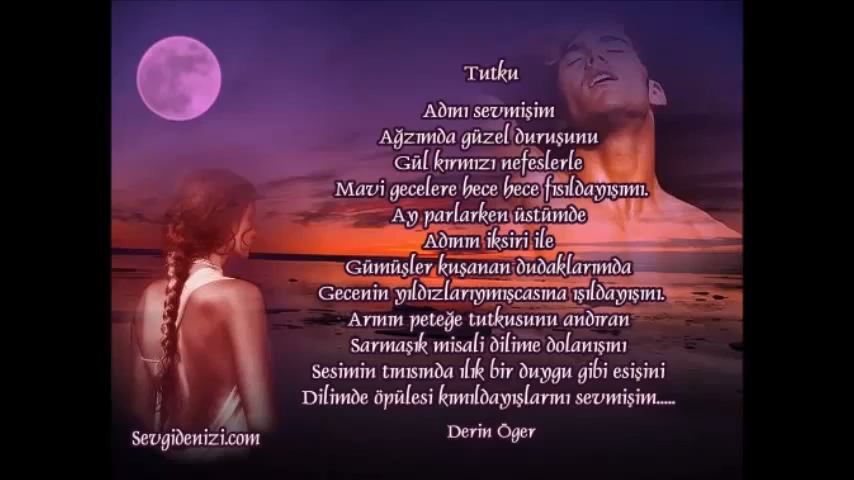 Tutku
Adını sevmişim
Ağzımda güzel duruşunu
Gül kırmızı nefeslerle
Mavi gecelere hece hece fısıldayışımı.
Ay parlarken üstümde
Adının iksiri ile
Gümüşler kuşanan dudaklarımda
Gecenin yıldızlarıymışcasına ışıldayışını.
Arının peteğe tutkusunu andıran
Sarmaşık misali dilime dolanışını
Sesimin tınısında ılık bir duygu gibi esişini
Dilimde öpülesi kımıldayışlarını sevmişim.....
Derin Öger
Sevgidenizi.com